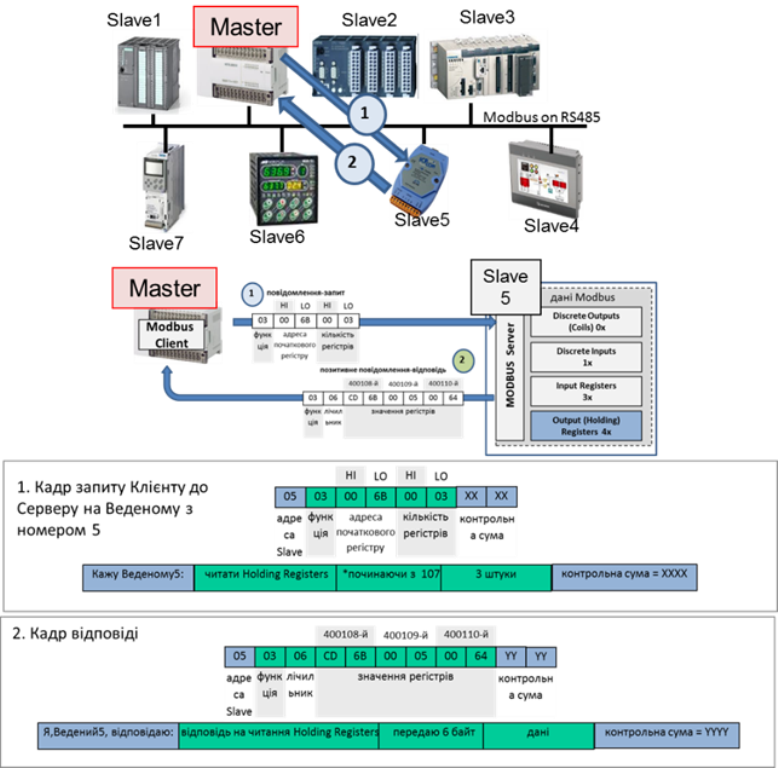 Slave1
Master
Slave2
Slave3
1
Modbus on RS485
2
Slave7
Slave6
Slave5
Slave4
Master
Modbus
Client
1 повідомлення-запит
HI LO HI LO
03 00 6B 00 03
функ
ція
адреса
початкового
регістру
кількість
регістрів
2
позитивне повідомлення-відповідь
400108-й 400109-й 400110-й
03 06 CD 6B 00 05 00 64
функ
ція
лічиль
ник
значення регістрів
Slave
5
MODBUS Server
дані Modbus
Discrete Outputs
(Coils) 0x
Discrete Inputs
1x
Input Registers
3x
Output (Holding)
Registers 4x
1. Кадр запиту Клієнту до
Серверу на Веденому з
номером 5
HI LO HI LO
05 03 00 6B 00 03 XX XX
адре
са
Slave
функ
ція
адреса
початкового
регістру
кількість
регістрів
контрольн
а сума
Кажу Веденому5: читати Holding Registers *починаючи з 107 3 штуки контрольна сума = XXXX
2. Кадр відповіді
400108-й 400109-й 400110-й
05 03 06 CD 6B 00 05 00 64 YY YY
адре
са
Slave
функ
ція
лічиль
ник
значення регістрів
контрольн
а сума
Я,Ведений5, відповідаю: відповідь на читання Holding Registers передаю 6 байт дані контрольна сума = YYYY